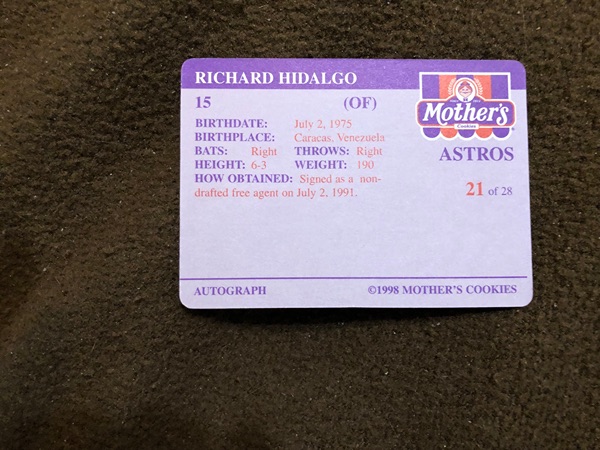 RICHARD HIDALGO
15 (OF)
Mother's
Cookies
BIRTHDATE: July 2, 1975
BIRTHPLACE: Caracas, Venezuela
BATS: Right THROWS: Right
ASTROS
HEIGHT: 6-3 WEIGHT: 190
HOW OBTAINED: Signed as a non-
drafted free agent on July 2, 1991.
21 of 28
AUTOGRAPH ©1998 MOTHER'S COOKIES